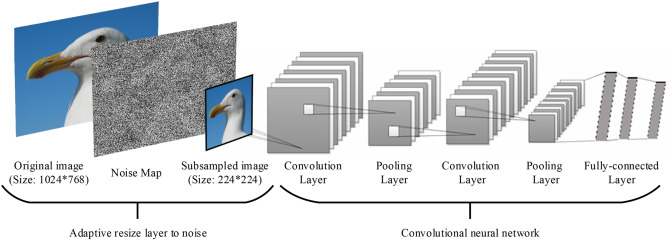 Original image
(Size: 1024*768)
Noise Map
Subsampled image
(Size: 224*224)
Convolution
Layer
Pooling
Layer
Convolution
Layer
Pooling
Layer
Fully-connected
Layer
Adaptive resize layer to noise
Convolutional neural network